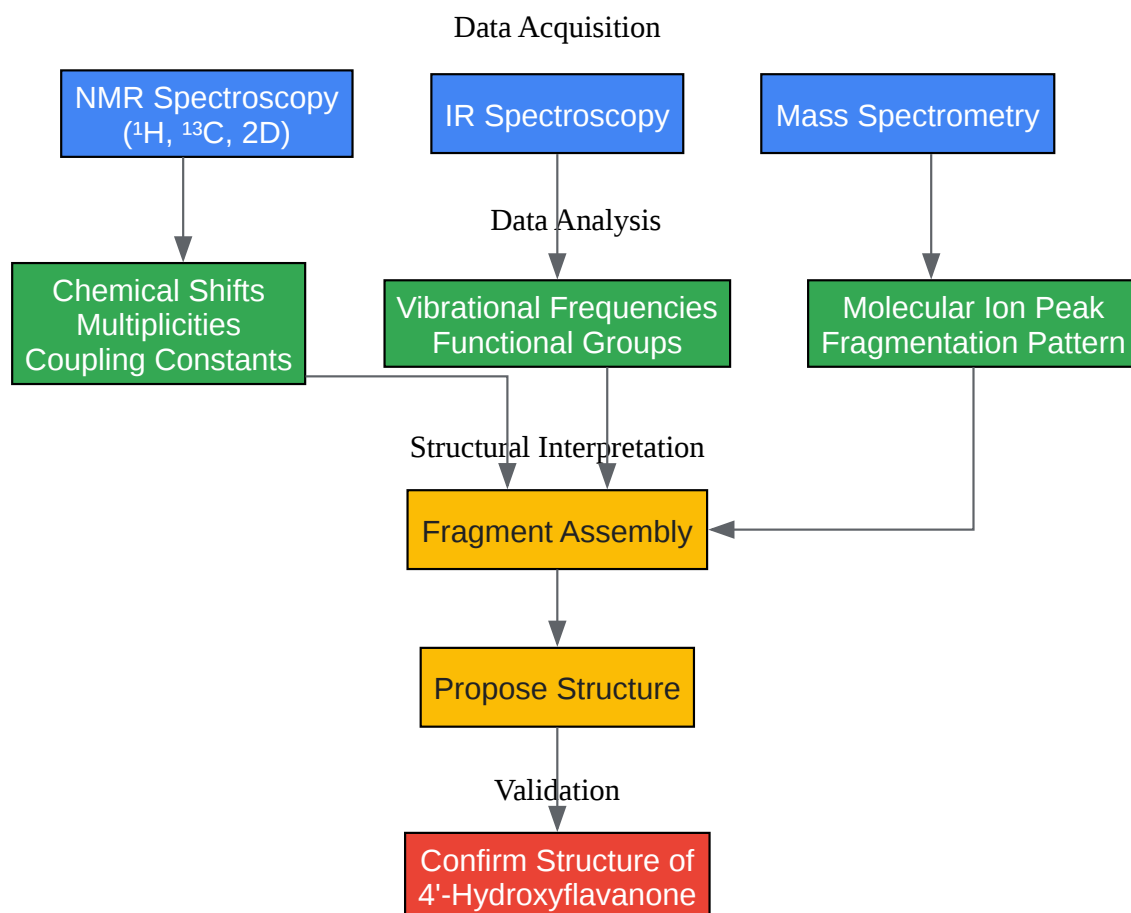 Data Acquisition
NMR Spectroscopy
(¹H, ¹³C, 2D)
IR Spectroscopy
Mass Spectrometry
Data Analysis
Chemical Shifts
Multiplicities
Coupling Constants
Vibrational Frequencies
Functional Groups
Molecular Ion Peak
Fragmentation Pattern
Structural Interpretation
Fragment Assembly
Propose Structure
Validation
Confirm Structure of
4'-Hydroxyflavanone